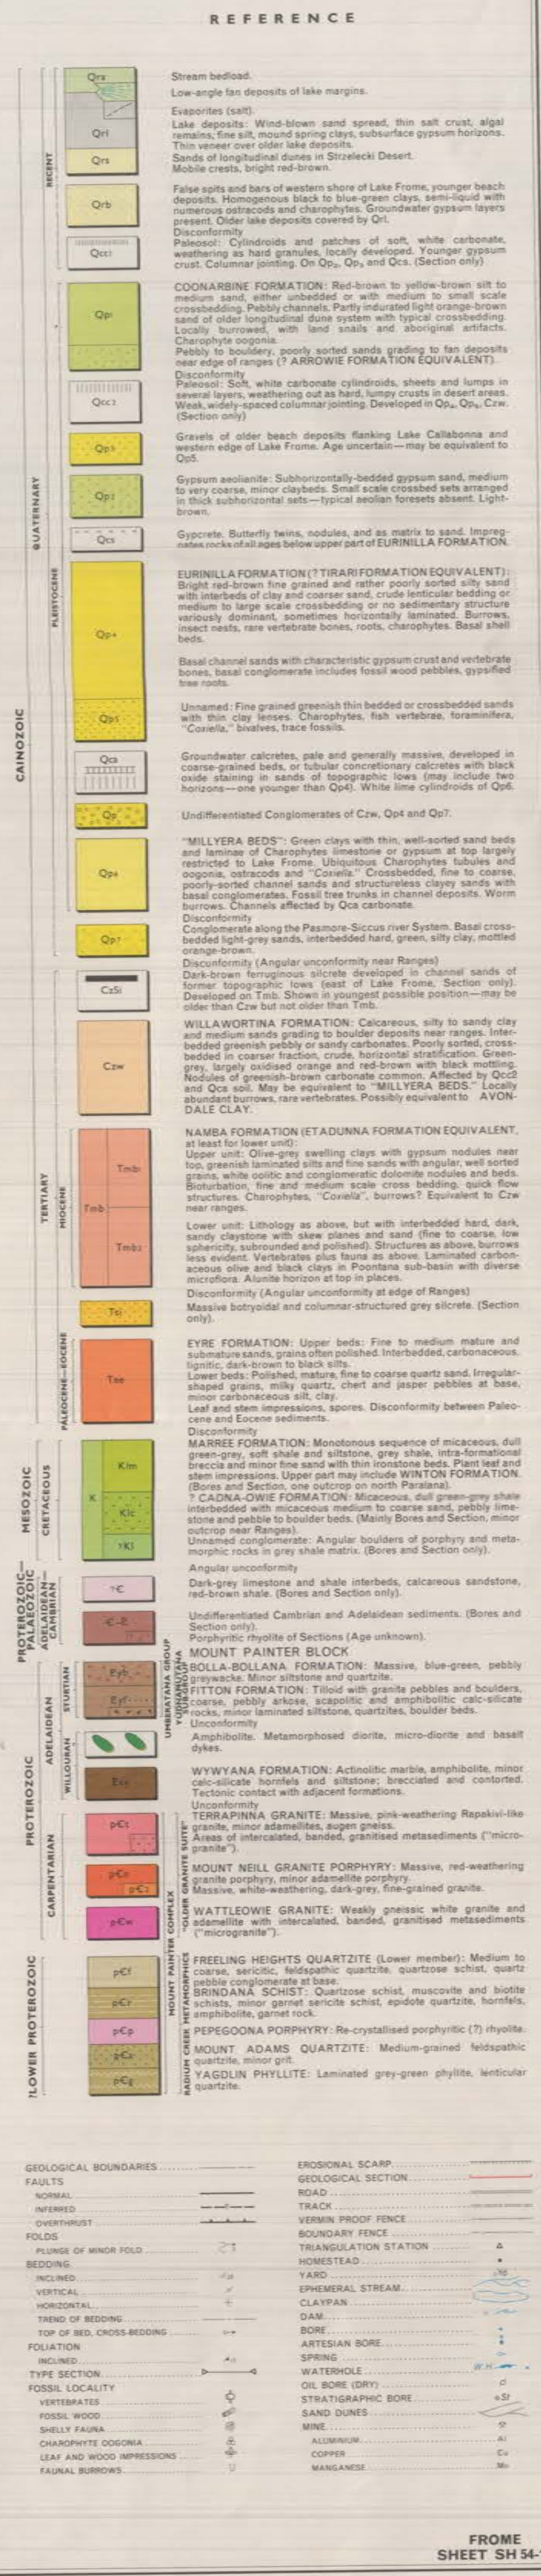 REFERENCE
CAINOZOIC
QUATERNARY
RECENT
Qra
Stream bedload.
Low-angle fan deposits of lake margins.
Evaporites (salt).
Qrl
Lake deposits: Wind-blown sand spread, thin salt crust, algal
remains, fine silt, mound spring clays, subsurface gypsum horizons.
Thin veneer over older lake deposits.
Qrs
Sands of longitudinal dunes in Strzelecki Desert.
Mobile crests, bright red-brown.
Qrb
False spits and bars of western shore of Lake Frome, younger beach
deposits. Homogenous black to blue-green clays, semi-liquid with
numerous ostracods and charophytes. Groundwater gypsum layers
present. Older lake deposits covered by Qrl.
Disconformity
Qcc1
Paleosol: Cylindroids and patches of soft, white carbonate,
weathering as hard granules, locally developed. Younger gypsum
crust. Columnar jointing. On Qp2, Qp3 and Qcs. (Section only)
PLEISTOCENE
Qp1
COONARBINE FORMATION: Red-brown to yellow-brown silt to
medium sand, either unbedded or with medium to small scale
crossbedding. Pebbly channels. Partly indurated light orange-brown
sand of older longitudinal dune system with typical crossbedding.
Locally burrowed, with land snails and aboriginal artifacts.
Charophyte oogonia.
Pebbly to bouldery, poorly sorted sands grading to fan deposits
near edge of ranges (? ARROWIE FORMATION EQUIVALENT).
Disconformity
Qcc2
Paleosol: Soft, white carbonate cylindroids, sheets and lumps in
several layers, weathering out as hard, lumpy crusts in desert areas.
Weak, widely-spaced columnar jointing. Developed in Qp4, Qp6, Czw.
(Section only)
Gravels of older beach deposits flanking Lake Callabonna and
western edge of Lake Frome. Age uncertain—may be equivalent to
Qp5.
Gypsum aeolianite: Subhorizontally-bedded gypsum sand, medium
to very coarse, minor claybeds. Small scale crossbed sets arranged
in thick subhorizontal sets—typical aeolian foresets absent. Light-
brown.
Qcs
Gypcrete. Butterfly twins, nodules, and as matrix to sand. Impreg-
nates rocks of all ages below upper part of EURINILLA FORMATION.
Qp4
EURINILLA FORMATION (? TIRARI FORMATION EQUIVALENT):
Bright red-brown fine grained and rather poorly sorted silty sand
with interbeds of clay and coarser sand, crude lenticular bedding or
medium to large scale crossbedding or no sedimentary structure
variously dominant, sometimes horizontally laminated. Burrows,
insect nests, rare vertebrate bones, roots, charophytes. Basal shell
beds.
Basal channel sands with characteristic gypsum crust and vertebrate
bones, basal conglomerate includes fossil wood pebbles, gypsified
tree roots.
Qp5
Unnamed: Fine grained greenish thin bedded or crossbedded sands
with thin clay lenses. Charophytes, fish vertebrae, foraminifera,
"Coxiella," bivalves, trace fossils.
Qca
Groundwater calcretes, pale and generally massive, developed in
coarse-grained beds, or tubular concretionary calcretes with black
oxide staining in sands of topographic lows (may include two
horizons—one younger than Qp4). White lime cylindroids of Qp6.
Qp
Undifferentiated Conglomerates of Czw, Qp4 and Qp7.
Qp6
"MILLYERA BEDS": Green clays with thin, well-sorted sand beds
and laminae of Charophytes limestone or gypsum at top largely
restricted to Lake Frome. Ubiquitous Charophytes tubules and
oogonia, ostracods and "Coxiella." Crossbedded, fine to coarse,
poorly-sorted channel sands and structureless clayey sands with
basal conglomerates. Fossil tree trunks in channel deposits. Worm
burrows. Channels affected by Qca carbonate.
Disconformity
Qp7
Conglomerate along the Pasmore-Siccus river System. Basal cross-
bedded light-grey sands, interbedded hard, green, silty clay, mottled
orange-brown.
Disconformity (Angular unconformity near Ranges)
TERTIARY
CzSi
Dark-brown ferruginous silcrete developed in channel sands of
former topographic lows (east of Lake Frome, Section only).
Developed on Tmb. Shown in youngest possible position—may be
older than Czw but not older than Tmb.
Czw
WILLAWORTINA FORMATION: Calcareous, silty to sandy clay
and medium sands grading to boulder deposits near ranges. Inter-
bedded greenish pebbly or sandy carbonates. Poorly sorted, cross-
bedded in coarser fraction, crude, horizontal stratification. Green-
grey, largely oxidised orange and red-brown with black mottling.
Nodules of greenish-brown carbonate common. Affected by Qcc2
and Qca soil. May be equivalent to "MILLYERA BEDS." Locally
abundant burrows, rare vertebrates. Possibly equivalent to AVON-
DALE CLAY.
MIOCENE
Tmb
Tmb1
NAMBA FORMATION (ETADUNNA FORMATION EQUIVALENT,
at least for lower unit):
Upper unit: Olive-grey swelling clays with gypsum nodules near
top, greenish laminated silts and fine sands with angular, well sorted
grains, white oolitic and conglomeratic dolomite nodules and beds.
Bioturbation, fine and medium scale cross bedding, quick flow
structures. Charophytes, "Coxiella", burrows? Equivalent to Czw
near ranges.
Tmb2
Lower unit: Lithology as above, but with interbedded hard, dark,
sandy claystone with skew planes and sand (fine to coarse, low
sphericity, subrounded and polished). Structures as above, burrows
less evident. Vertebrates plus fauna as above. Laminated carbon-
aceous olive and black clays in Poontana sub-basin with diverse
microflora. Alunite horizon at top in places.
Disconformity (Angular unconformity at edge of Ranges)
Tsi
Massive botryoidal and columnar-structured grey silcrete. (Section
only).
PALEOCENE—EOCENE
Tee
EYRE FORMATION: Upper beds: Fine to medium mature and
submature sands, grains often polished. Interbedded, carbonaceous,
lignitic, dark-brown to black silts.
Lower beds: Polished, mature, fine to coarse quartz sand. Irregular-
shaped grains, milky quartz, chert and jasper pebbles at base,
minor carbonaceous silt, clay.
Leaf and stem impressions, spores. Disconformity between Paleo-
cene and Eocene sediments.
Disconformity
MESOZOIC
CRETACEOUS
K
Klm
MARREE FORMATION: Monotonous sequence of micaceous, dull
green-grey, soft shale and siltstone, grey shale, intra-formational
breccia and minor fine sand with thin ironstone beds. Plant leaf and
stem impressions. Upper part may include WINTON FORMATION.
(Bores and Section, one outcrop on north Paralana).
Klc
? CADNA-OWIE FORMATION: Micaceous, dull green-grey shale
interbedded with micaceous medium to coarse sand, pebbly lime-
stone and pebble to boulder beds. (Mainly Bores and Section, minor
outcrop near Ranges).
?Kl
Unnamed conglomerate: Angular boulders of porphyry and meta-
morphic rocks in grey shale matrix. (Bores and Section only).
Angular unconformity
PROTEROZOIC—
PALAEOZOIC
ADELAIDEAN—
CAMBRIAN
Dark-grey limestone and shale interbeds, calcareous sandstone,
red-brown shale. (Bores and Section only).
Undifferentiated Cambrian and Adelaidean sediments. (Bores and
Section only).
Porphyritic rhyolite of Sections (Age unknown).
MOUNT PAINTER BLOCK
PROTEROZOIC
ADELAIDEAN
STURTIAN
UMBERATANA GROUP
YUDNAMUTANA
SUBGROUP
Eyb
BOLLA-BOLLANA FORMATION: Massive, blue-green, pebbly
greywacke. Minor siltstone and quartzite.
Eyf
FITTON FORMATION: Tilloid with granite pebbles and boulders,
coarse, pebbly arkose, scapolitic and amphibolitic calc-silicate
rocks, minor laminated siltstone, quartzites, boulder beds.
Unconformity
WILLOURAN
Amphibolite. Metamorphosed diorite, micro-diorite and basalt
dykes.
WYWYANA FORMATION: Actinolitic marble, amphibolite, minor
calc-silicate hornfels and siltstone; brecciated and contorted.
Tectonic contact with adjacent formations.
Unconformity
CARPENTARIAN
MOUNT PAINTER COMPLEX
"OLDER GRANITE SUITE"
p€t
TERRAPINNA GRANITE: Massive, pink-weathering Rapakivi-like
granite, minor adamellites, augen gneiss.
Areas of intercalated, banded, granitised metasediments ("micro-
granite").
p€n
MOUNT NEILL GRANITE PORPHYRY: Massive, red-weathering
granite porphyry, minor adamellite porphyry.
Massive, white-weathering, dark-grey, fine-grained granite.
p€w
WATTLEOWIE GRANITE: Weakly gneissic white granite and
adamellite with intercalated, banded, granitised metasediments
("microgranite").
?LOWER PROTEROZOIC
RADIUM CREEK METAMORPHICS
p€f
FREELING HEIGHTS QUARTZITE (Lower member): Medium to
coarse, sericitic, feldspathic quartzite, quartzose schist, quartz
pebble conglomerate at base.
p€r
BRINDANA SCHIST: Quartzose schist, muscovite and biotite
schists, minor garnet sericite schist, epidote quartzite, hornfels,
amphibolite, garnet rock.
p€p
PEPEGOONA PORPHYRY: Re-crystallised porphyritic (?) rhyolite.
MOUNT ADAMS QUARTZITE: Medium-grained feldspathic
quartzite, minor grit.
YAGDLIN PHYLLITE: Laminated grey-green phyllite, lenticular
quartzite.
GEOLOGICAL BOUNDARIES
FAULTS
NORMAL
INFERRED
OVERTHRUST
FOLDS
PLUNGE OF MINOR FOLD
BEDDING
INCLINED
VERTICAL
HORIZONTAL
TREND OF BEDDING
TOP OF BED, CROSS-BEDDING
FOLIATION
INCLINED
TYPE SECTION
FOSSIL LOCALITY
VERTEBRATES
FOSSIL WOOD
SHELLY FAUNA
CHAROPHYTE OOGONIA
LEAF AND WOOD IMPRESSIONS
FAUNAL BURROWS
EROSIONAL SCARP
GEOLOGICAL SECTION
ROAD
TRACK
VERMIN PROOF FENCE
BOUNDARY FENCE
TRIANGULATION STATION
HOMESTEAD
YARD
EPHEMERAL STREAM
CLAYPAN
DAM
BORE
ARTESIAN BORE
SPRING
WATERHOLE W.H.
OIL BORE (DRY)
STRATIGRAPHIC BORE St
SAND DUNES
MINE
ALUMINIUM Al
COPPER Cu
MANGANESE Mn
FROME
SHEET SH 54-